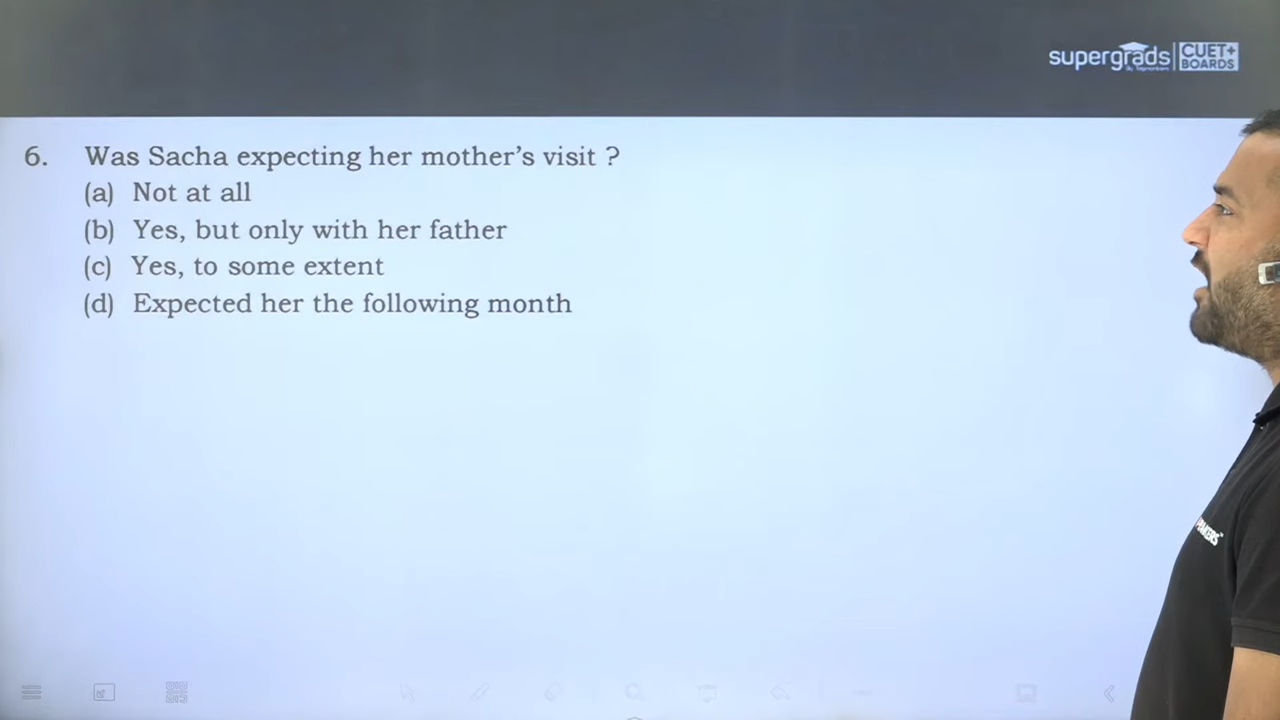 supergrads
CUET+
BOARDS
6. Was Sacha expecting her mother's visit ?
(a) Not at all
(b) Yes, but only with her father
(c) Yes, to some extent
(d) Expected her the following month